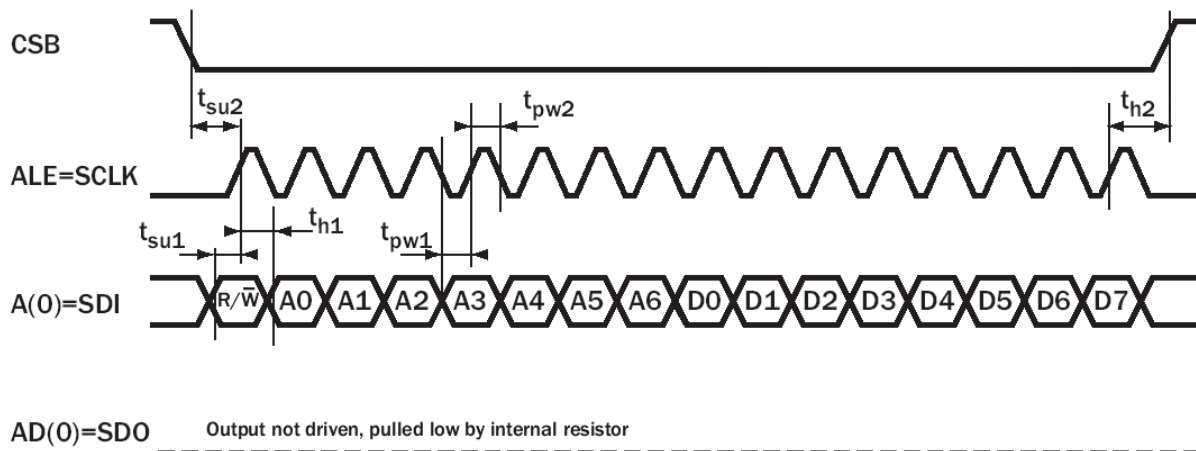 CSB
tsu2
tpw2
th2
ALE=SCLK
tsu1
th1
tpw1
A(0)=SDI
R/W̅ A0 A1 A2 A3 A4 A5 A6 D0 D1 D2 D3 D4 D5 D6 D7
AD(0)=SDO
Output not driven, pulled low by internal resistor